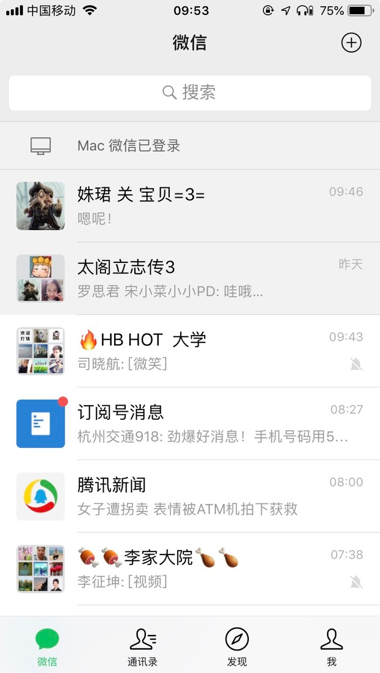 中国移动 09:53 75%
微信
搜索
Mac 微信已登录
姝珺 关 宝贝=3= 09:46
嗯呢！
太阁立志传3 昨天
罗思君 宋小菜小小PD: 哇哦...
🔥HB HOT 大学 09:43
司晓航: [微笑]
订阅号消息 08:27
杭州交通918: 劲爆好消息！手机号码用5...
腾讯新闻 08:00
女子遭拐卖 表情被ATM机拍下获救
🍖🍖李家大院🍗🍗 07:38
李征坤: [视频]
微信 通讯录 发现 我